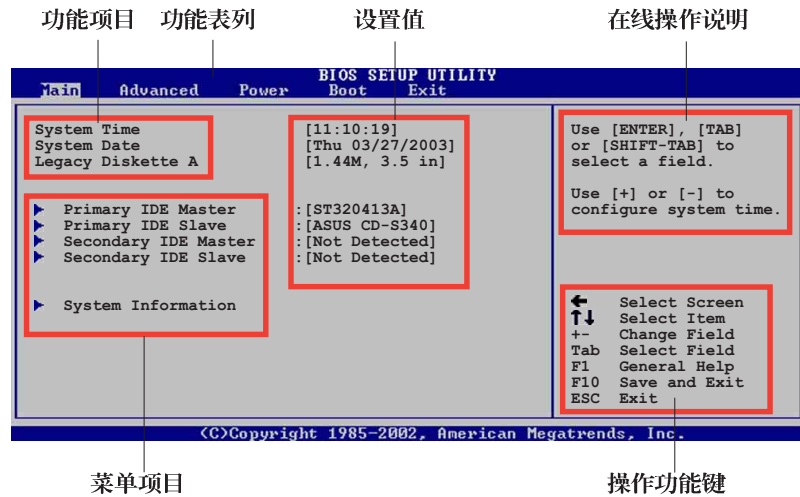 功能项目 功能表列 设置值 在线操作说明
BIOS SETUP UTILITY
Main Advanced Power Boot Exit
System Time [11:10:19]
System Date [Thu 03/27/2003]
Legacy Diskette A [1.44M, 3.5 in]
Primary IDE Master :[ST320413A]
Primary IDE Slave :[ASUS CD-S340]
Secondary IDE Master :[Not Detected]
Secondary IDE Slave :[Not Detected]
System Information
Use [ENTER], [TAB]
or [SHIFT-TAB] to
select a field.
Use [+] or [-] to
configure system time.
← Select Screen
↑↓ Select Item
+- Change Field
Tab Select Field
F1 General Help
F10 Save and Exit
ESC Exit
(C)Copyright 1985-2002, American Megatrends, Inc.
菜单项目 操作功能键